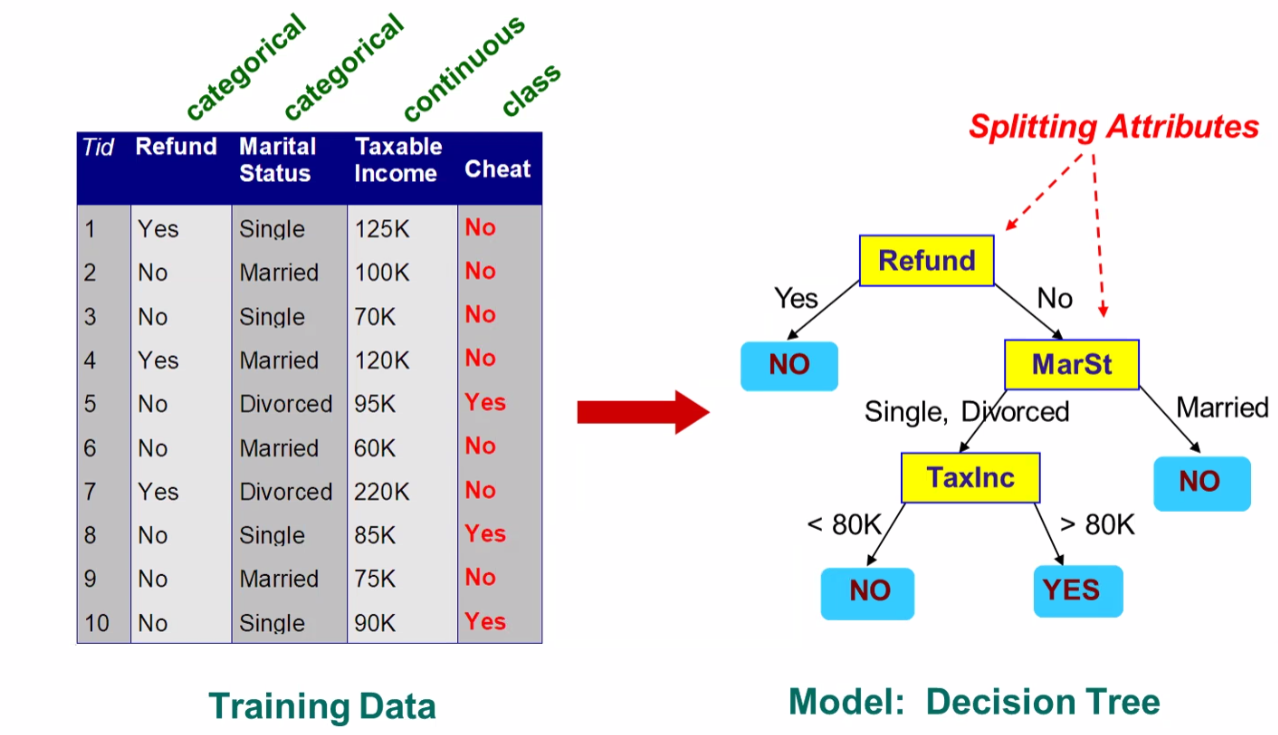 categorical
categorical
continuous
class
Tid Refund Marital Status Taxable Income Cheat
1 Yes Single 125K No
2 No Married 100K No
3 No Single 70K No
4 Yes Married 120K No
5 No Divorced 95K Yes
6 No Married 60K No
7 Yes Divorced 220K No
8 No Single 85K Yes
9 No Married 75K No
10 No Single 90K Yes
Training Data
Splitting Attributes
Refund
Yes No
NO
MarSt
Single, Divorced Married
TaxInc
NO
< 80K > 80K
NO YES
Model: Decision Tree